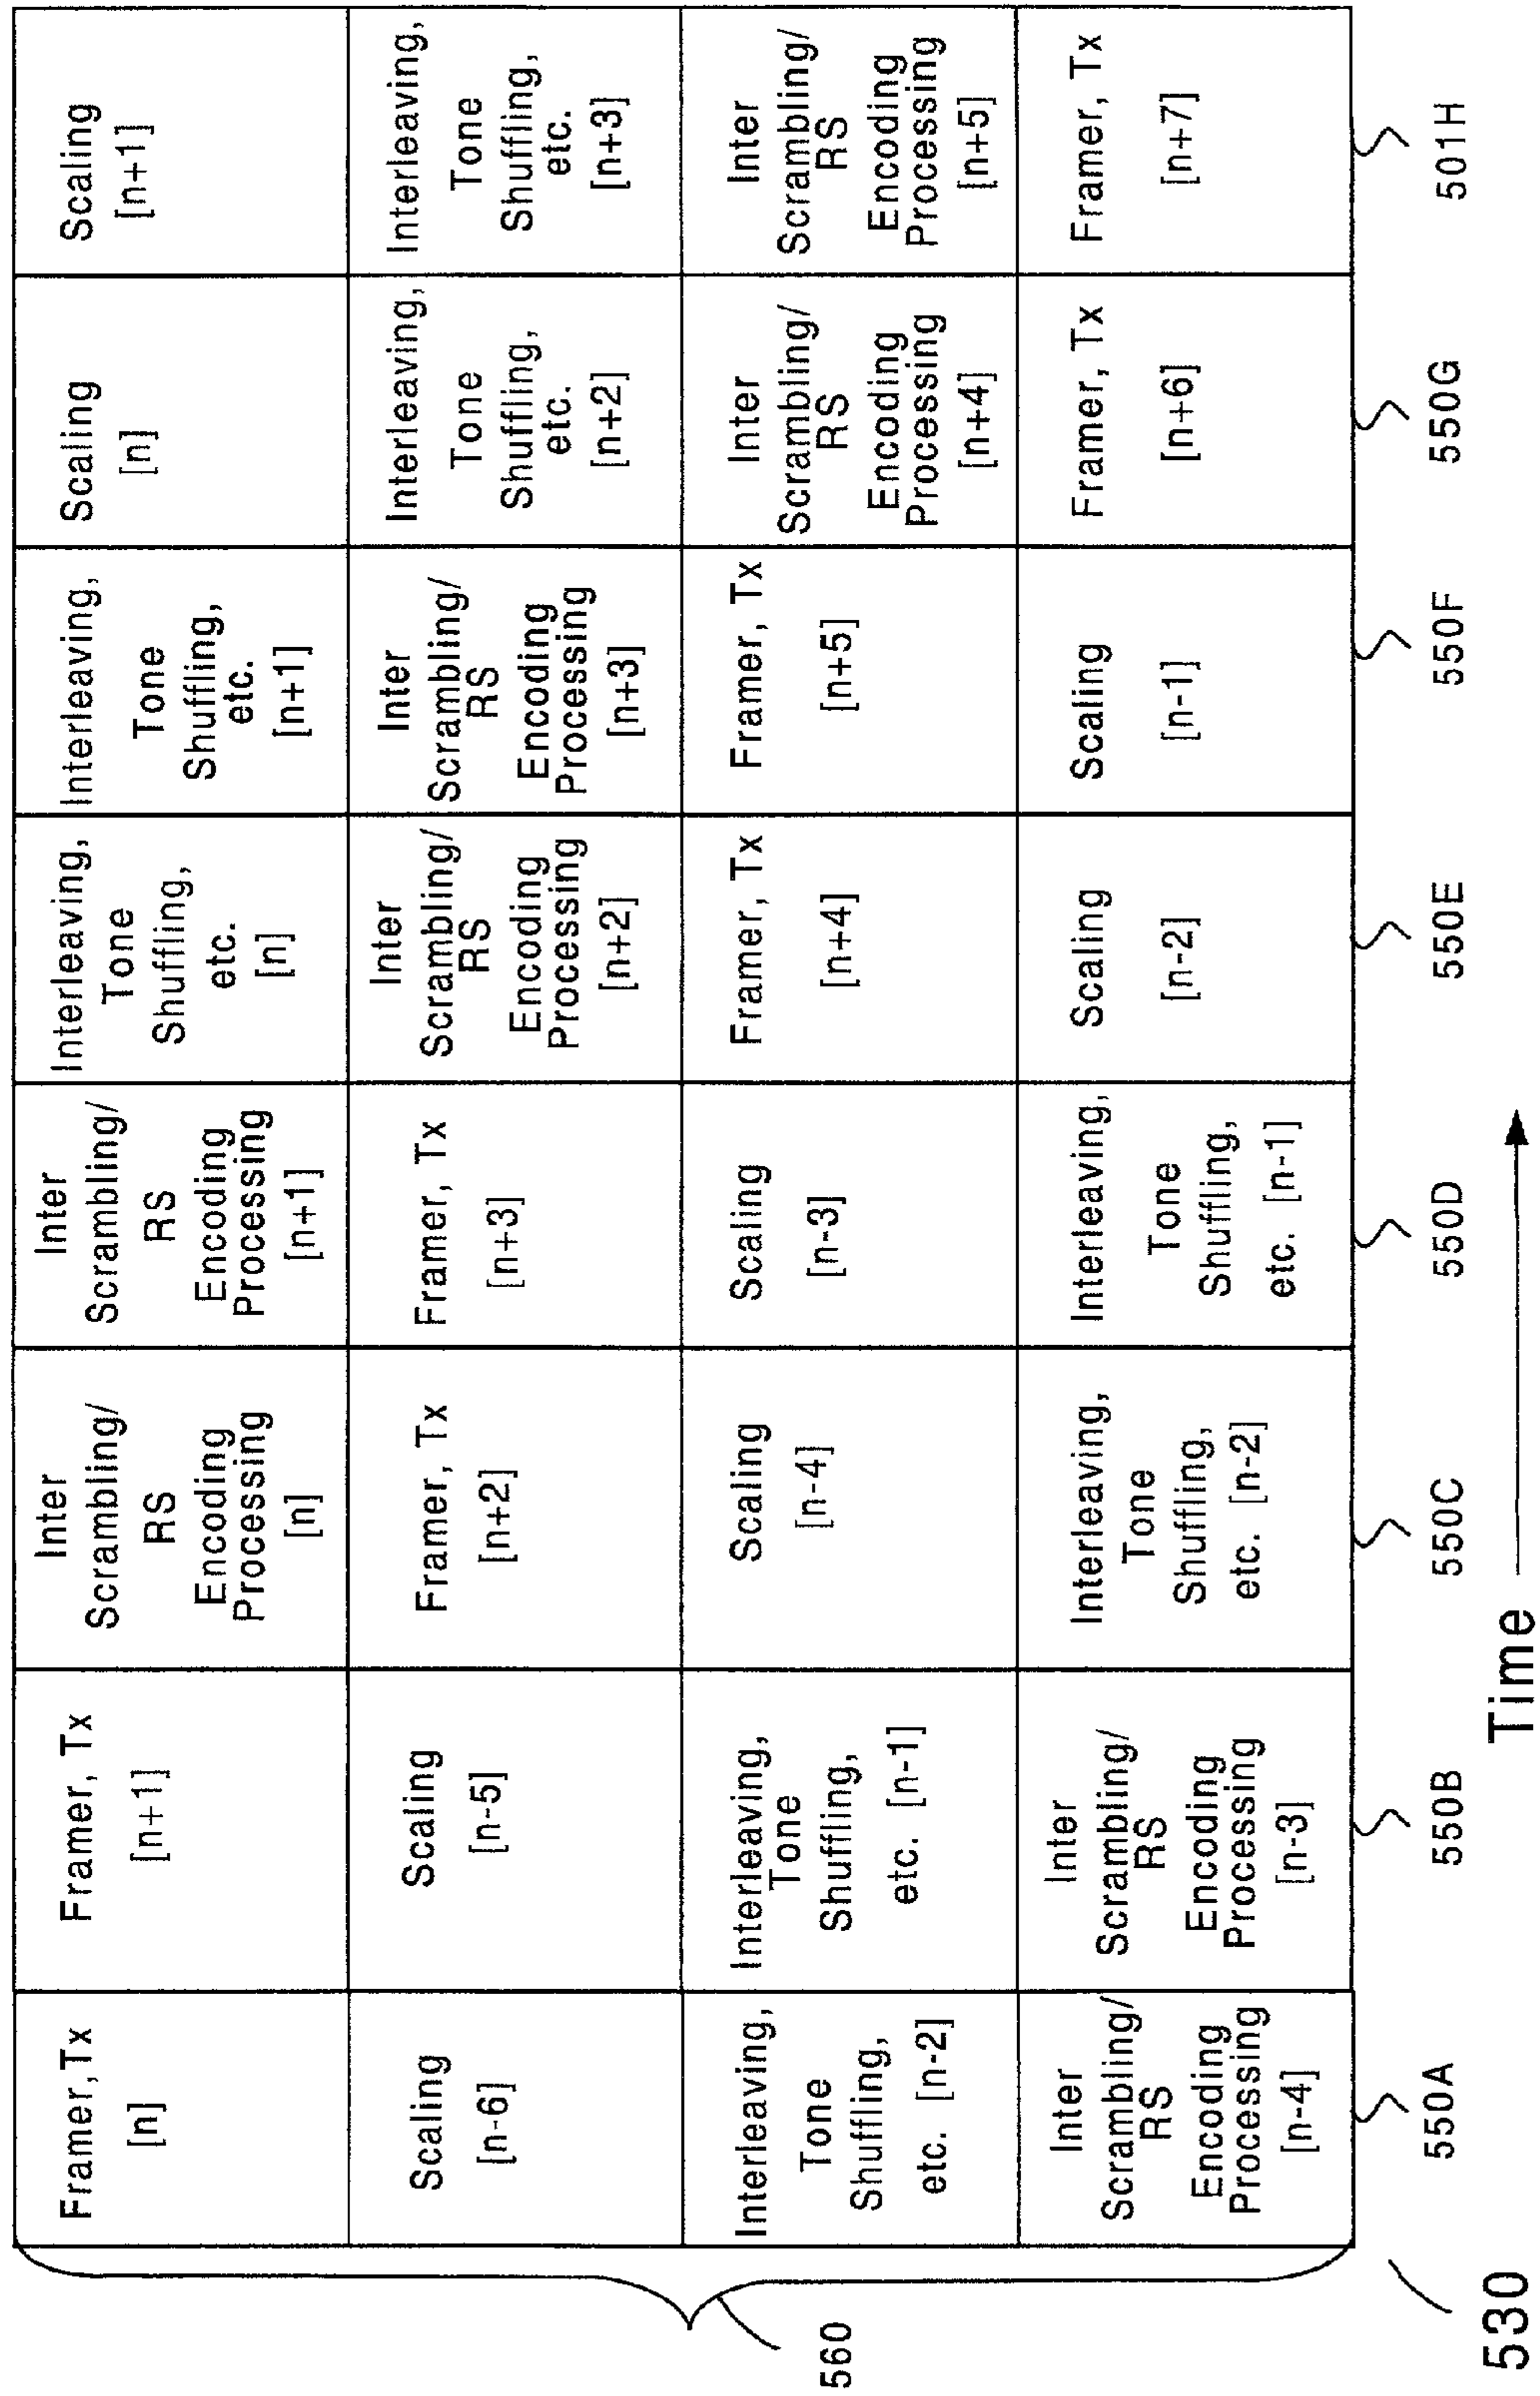 Framer,Tx
[n]
Framer, Tx
[n+1]
Inter
Scrambling/
RS
Encoding
Processing
[n]
Inter
Scrambling/
RS
Encoding
Processing
[n+1]
Interleaving,
Tone
Shuffling,
etc.
[n]
Interleaving,
Tone
Shuffling,
etc.
[n+1]
Scaling
[n]
Scaling
[n+1]
Scaling
[n-6]
Scaling
[n-5]
Framer, Tx
[n+2]
Framer, Tx
[n+3]
Inter
Scrambling/
RS
Encoding
Processing
[n+2]
Inter
Scrambling/
RS
Encoding
Processing
[n+3]
Interleaving,
Tone
Shuffling,
etc.
[n+2]
Interleaving,
Tone
Shuffling,
etc.
[n+3]
Interleaving,
Tone
Shuffling,
etc. [n-2]
Interleaving,
Tone
Shuffling,
etc. [n-1]
Scaling
[n-4]
Scaling
[n-3]
Framer, Tx
[n+4]
Framer, Tx
[n+5]
Inter
Scrambling/
RS
Encoding
Processing
[n+4]
Inter
Scrambling/
RS
Encoding
Processing
[n+5]
Inter
Scrambling/
RS
Encoding
Processing
[n-4]
Inter
Scrambling/
RS
Encoding
Processing
[n-3]
Interleaving,
Tone
Shuffling,
etc. [n-2]
Interleaving,
Tone
Shuffling,
etc. [n-1]
Scaling
[n-2]
Scaling
[n-1]
Framer, Tx
[n+6]
Framer, Tx
[n+7]
560
550A
550B
550C
550D
550E
550F
550G
501H
530
Time